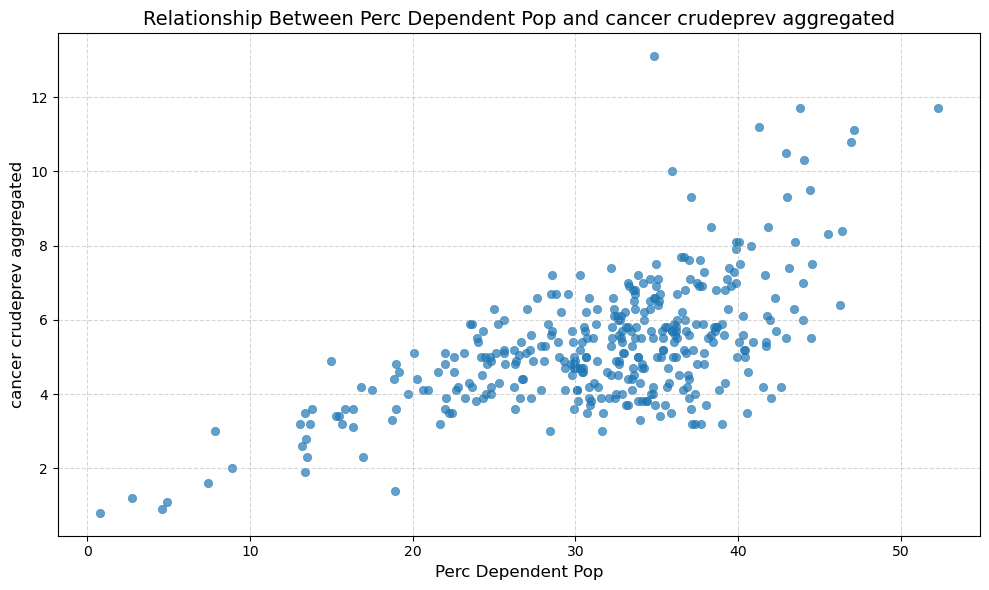 Relationship Between Perc Dependent Pop and cancer crudeprev aggregated
cancer crudeprev aggregated
12
10
8
6
4
2
0 10 20 30 40 50
Perc Dependent Pop